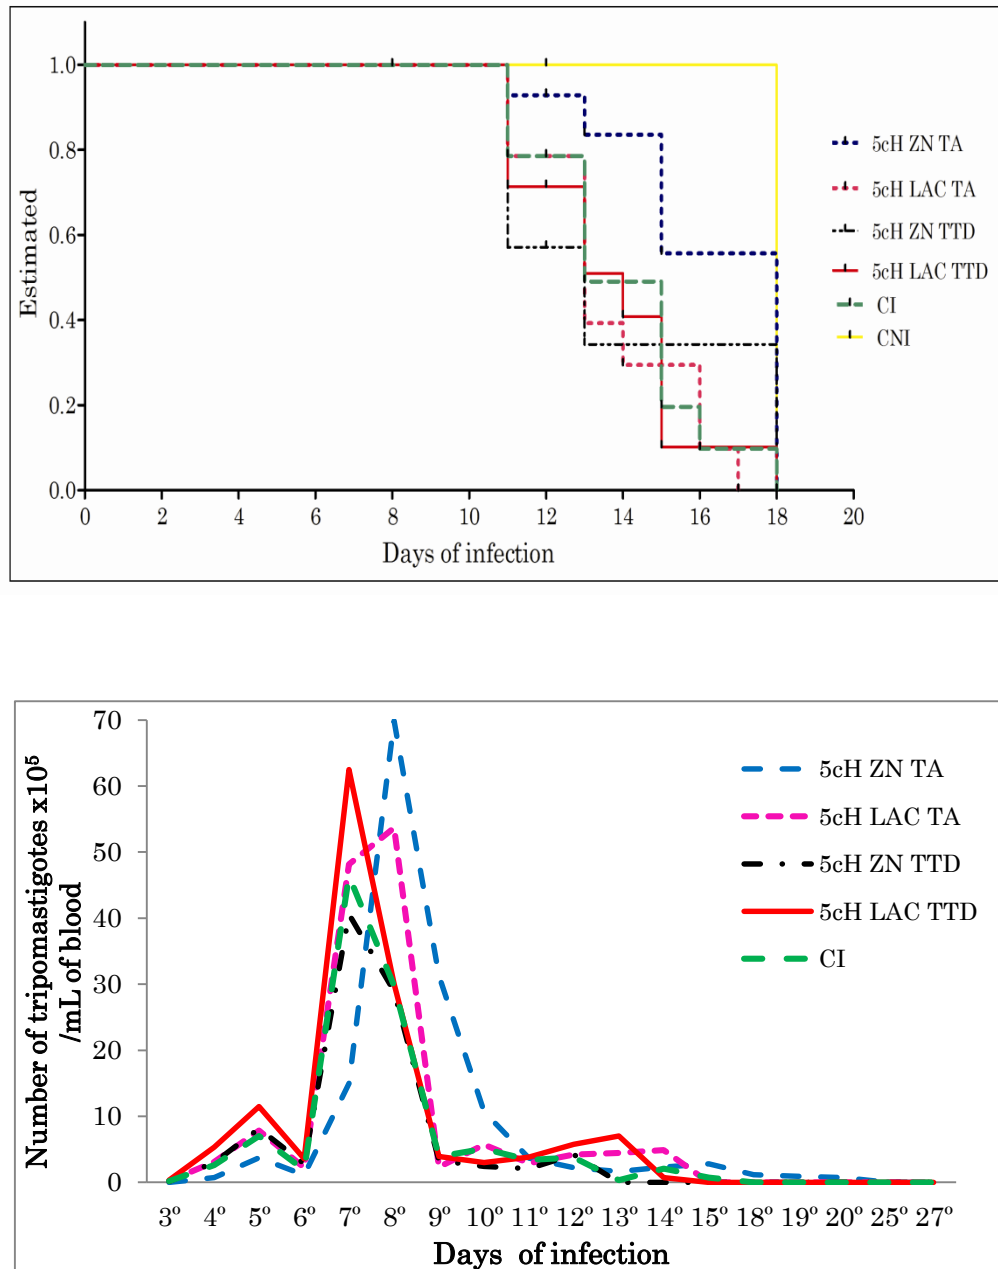 1.0
0.8
0.6
0.4
0.2
0.0
Estimated
0 2 4 6 8 10 12 14 16 18 20
Days of infection
5cH ZN TA
5cH LAC TA
5cH ZN TTD
5cH LAC TTD
CI
CNI
70
60
50
40
30
20
10
0
Number of tripomastigotes x10⁵
/mL of blood
3º 4º 5º 6º 7º 8º 9º 10º 11º 12º 13º 14º 15º 18º 19º 20º 25º 27º
Days of infection
5cH ZN TA
5cH LAC TA
5cH ZN TTD
5cH LAC TTD
CI